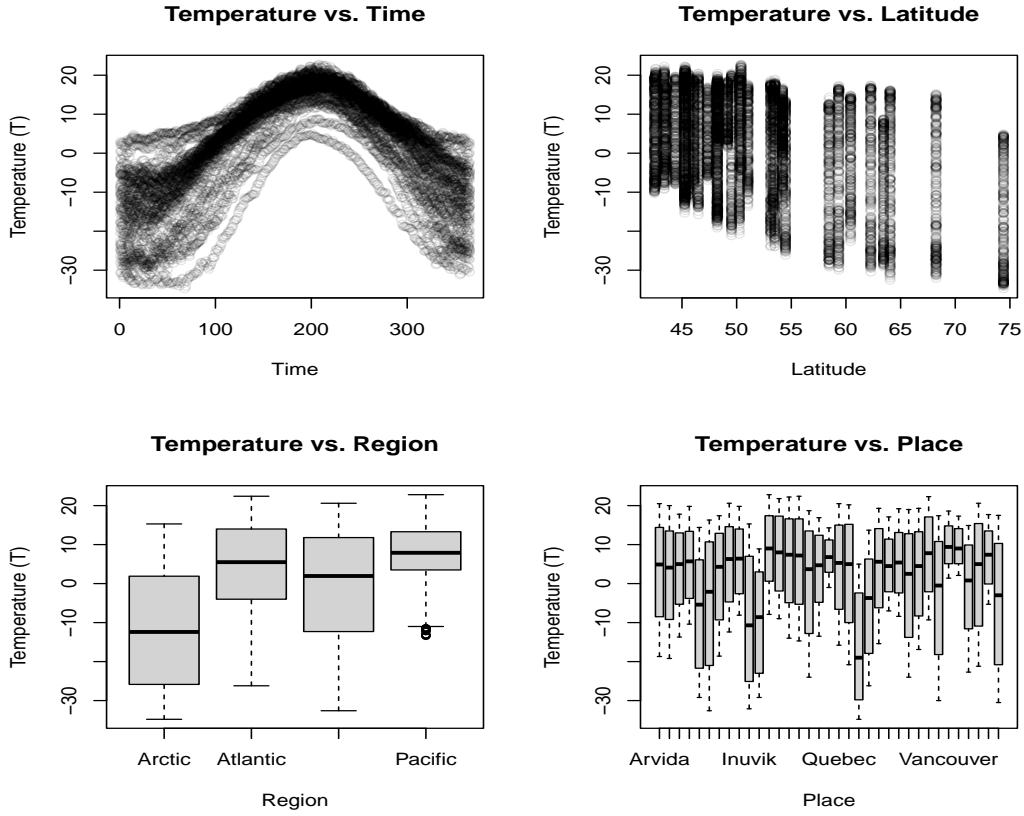 Temperature vs. Time
Temperature (T)
20
10
0
−10
−30
0 100 200 300
Time
Temperature vs. Latitude
Temperature (T)
20
10
0
−10
−30
45 50 55 60 65 70 75
Latitude
Temperature vs. Region
Temperature (T)
20
10
0
−10
−30
Arctic Atlantic Pacific
Region
Temperature vs. Place
Temperature (T)
20
10
0
−10
−30
Arvida Inuvik Quebec Vancouver
Place